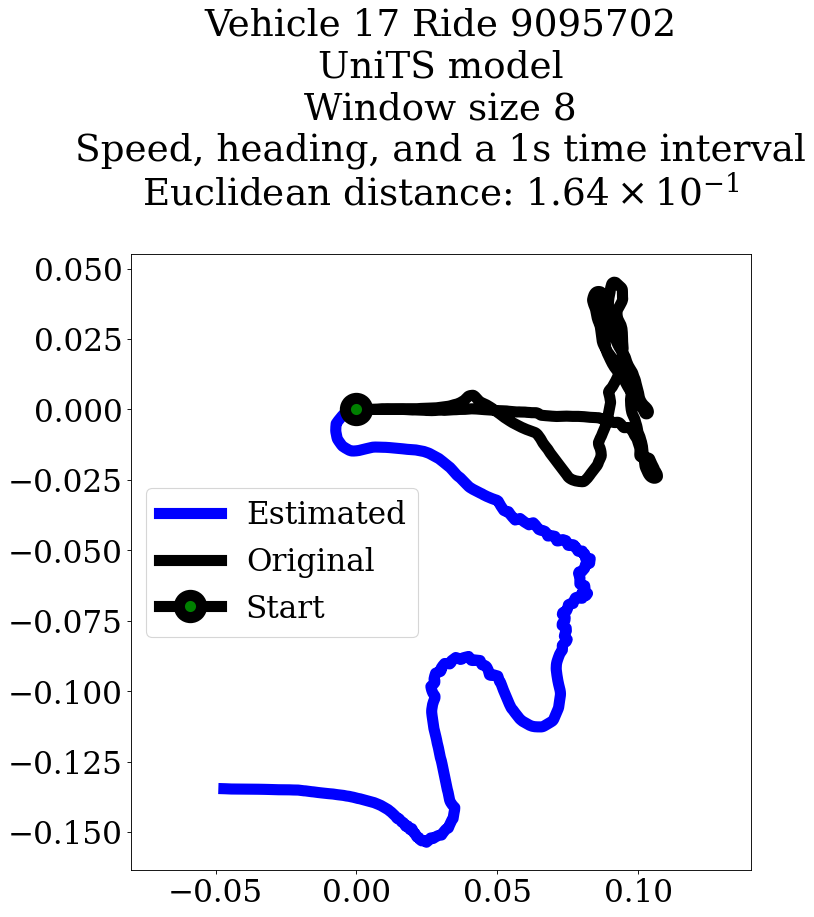 Vehicle 17 Ride 9095702
UniTS model
Window size 8
Speed, heading, and a 1s time interval
Euclidean distance: 1.64 × 10⁻¹
0.050
0.025
0.000
−0.025
−0.050
−0.075
−0.100
−0.125
−0.150
Estimated
Original
Start
−0.05
0.00
0.05
0.10